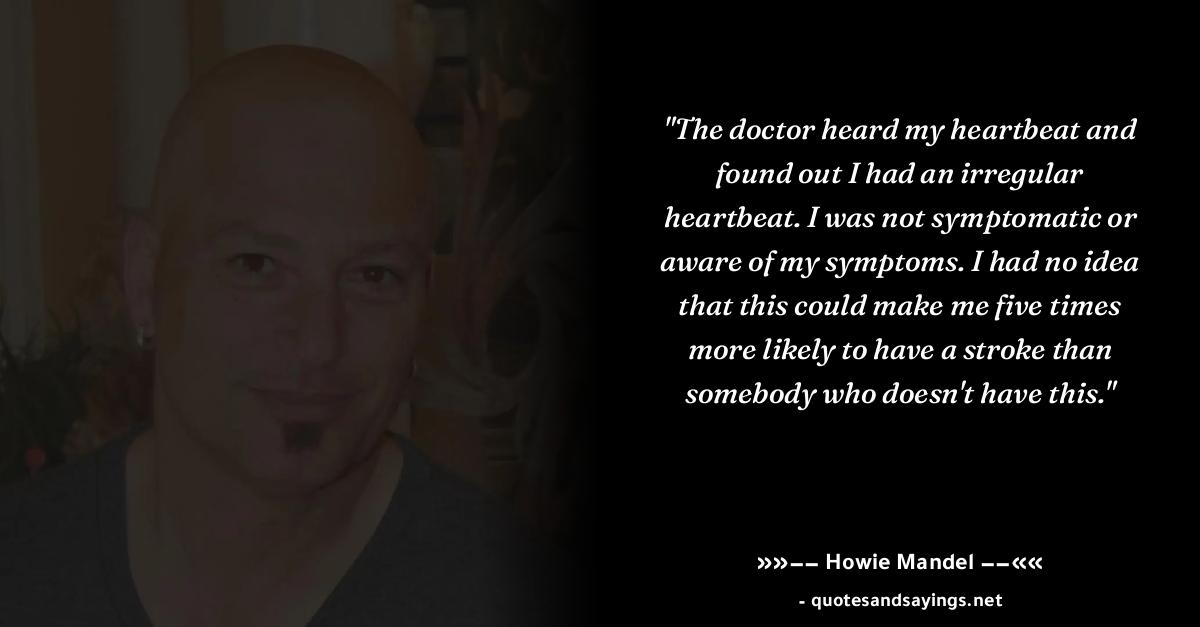 "The doctor heard my heartbeat and
found out I had an irregular
heartbeat. I was not symptomatic or
aware of my symptoms. I had no idea
that this could make me five times
more likely to have a stroke than
somebody who doesn't have this."
»»−− Howie Mandel −−««
- quotesandsayings.net